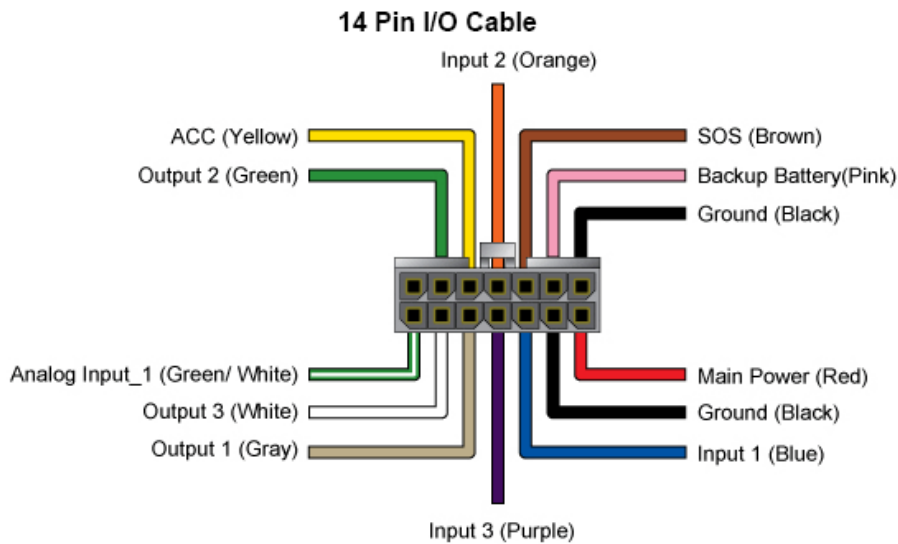 14 Pin I/O Cable
Input 2 (Orange)
ACC (Yellow)
Output 2 (Green)
SOS (Brown)
Backup Battery(Pink)
Ground (Black)
Analog Input_1 (Green/ White)
Output 3 (White)
Output 1 (Gray)
Main Power (Red)
Ground (Black)
Input 1 (Blue)
Input 3 (Purple)